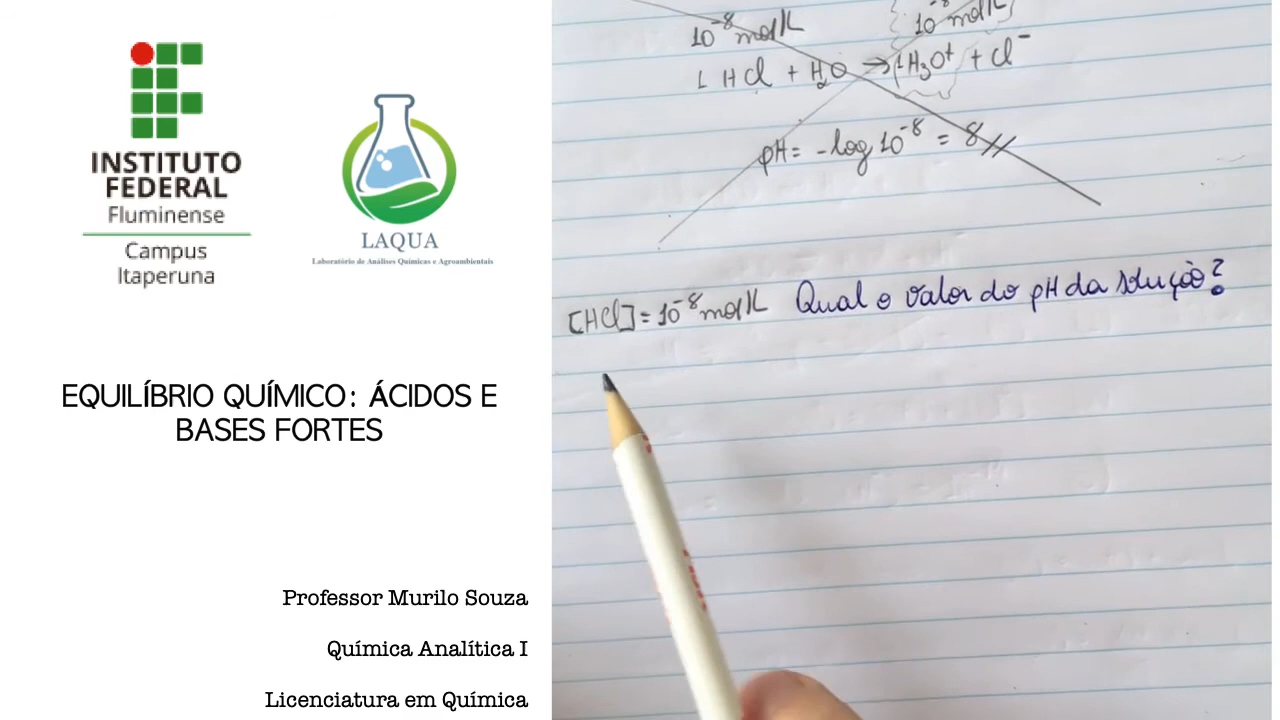 INSTITUTO
FEDERAL
Fluminense
Campus
Itaperuna
LAQUA
Laboratório de Análises Químicas e Agroambientais
EQUILÍBRIO QUÍMICO: ÁCIDOS E
BASES FORTES
Professor Murilo Souza
Química Analítica I
Licenciatura em Química
10⁻⁸ mol/L 10⁻⁸ mol/L
1 HCl + H₂O → 1 H₃O⁺ + Cl⁻
pH = -log 10⁻⁸ = 8//
[HCl] = 10⁻⁸ mol/L Qual o valor do pH da solução?